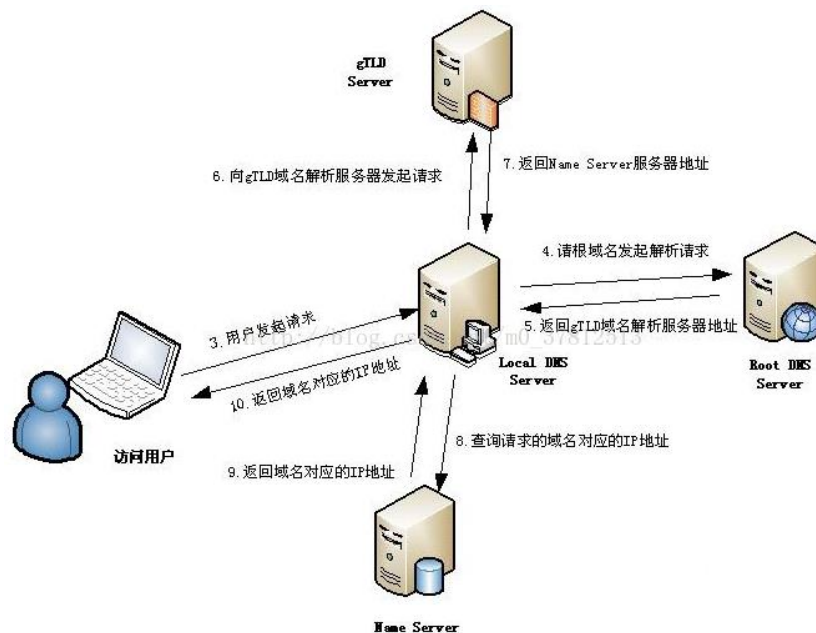 gTLD
Server
6. 向gTLD域名解析服务器发起请求
7.返回Name Server服务器地址
4.请根域名发起解析请求
3.用户发起请求
5.返回gTLD域名解析服务器地址
Local DNS
Server
Root DNS
Server
10.返回域名对应的IP地址
访问用户
8.查询请求的域名对应的IP地址
9.返回域名对应的IP地址
Name Server